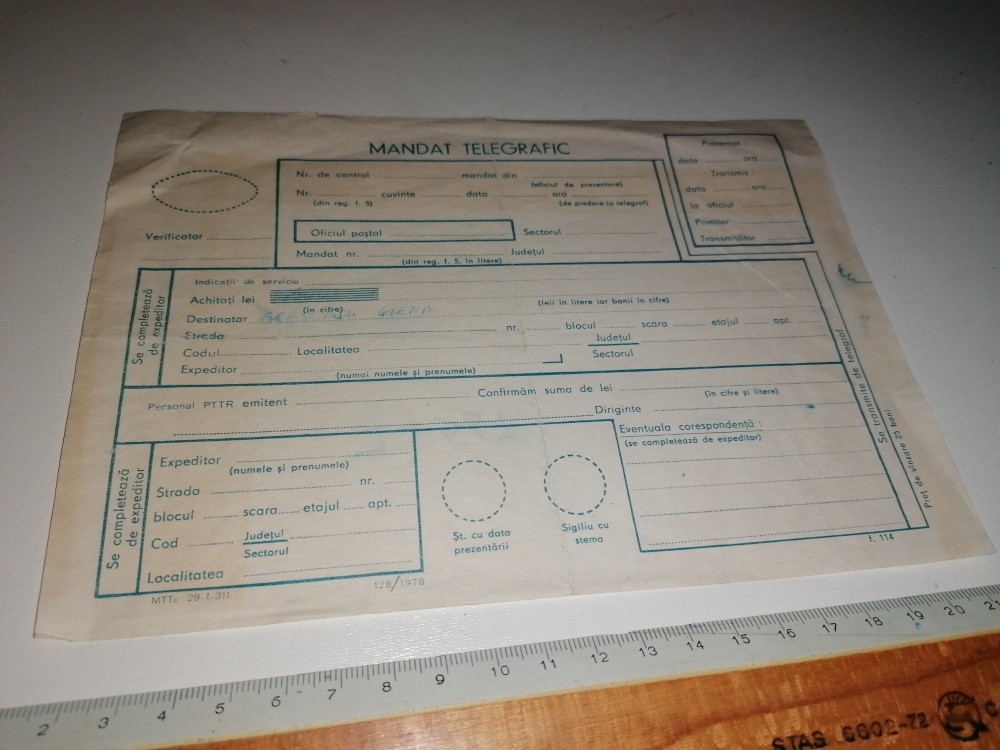 MANDAT TELEGRAFIC
Verificator
Nr. de control mandat din
(oficiul de prezentare)
Nr. cuvinte data ora
(din reg. f. 5) (de predare la telegraf)
Oficiul poștal Sectorul
Mandat nr. Județul
(din reg. f. 5, în litere)
Prezentat :
data ora
Transmis :
data ora
la oficiul
Primitor
Transmițător
Se completează
de expeditor
Indicații de serviciu
Achitați lei
(în cifre) (leii în litere iar banii în cifre)
Destinatar
Strada nr. blocul scara etajul apt.
Codul Localitatea Județul
Sectorul
Expeditor
(numai numele și prenumele)
Se transmite de telegraf
Preț de vînzare 25 bani
Personal PTTR emitent Confirmăm suma de lei
(în cifre și litere)
Diriginte
Se completează
de expeditor
Expeditor
(numele și prenumele)
Strada nr.
blocul scara etajul apt.
Cod Județul
Sectorul
Localitatea
Șt. cu data
prezentării
Sigiliu cu
stema
Eventuala corespondență :
(se completează de expeditor)
MTTc 29-1-311
128/1978
f. 114
2 3 4 5 6 7 8 9 10 11 12 13 14 15 16 17 18 19 20 21
STAS 6602-72